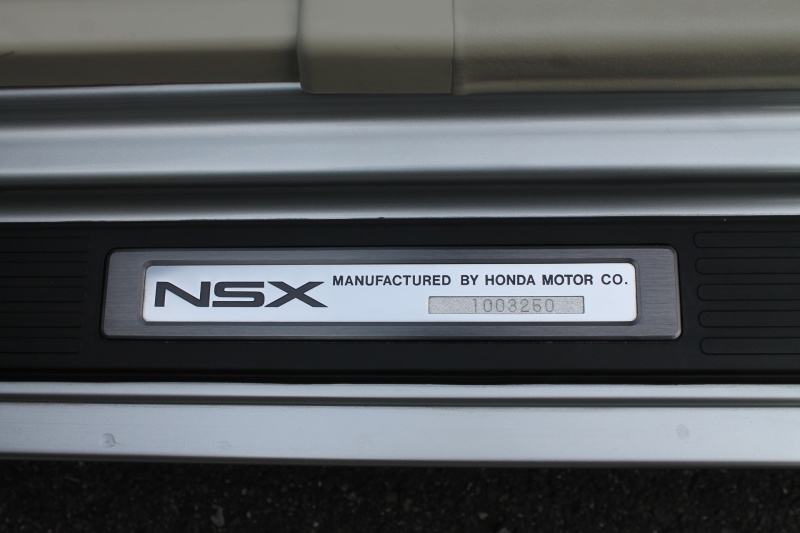 NSX
MANUFACTURED BY HONDA MOTOR CO.
1003250